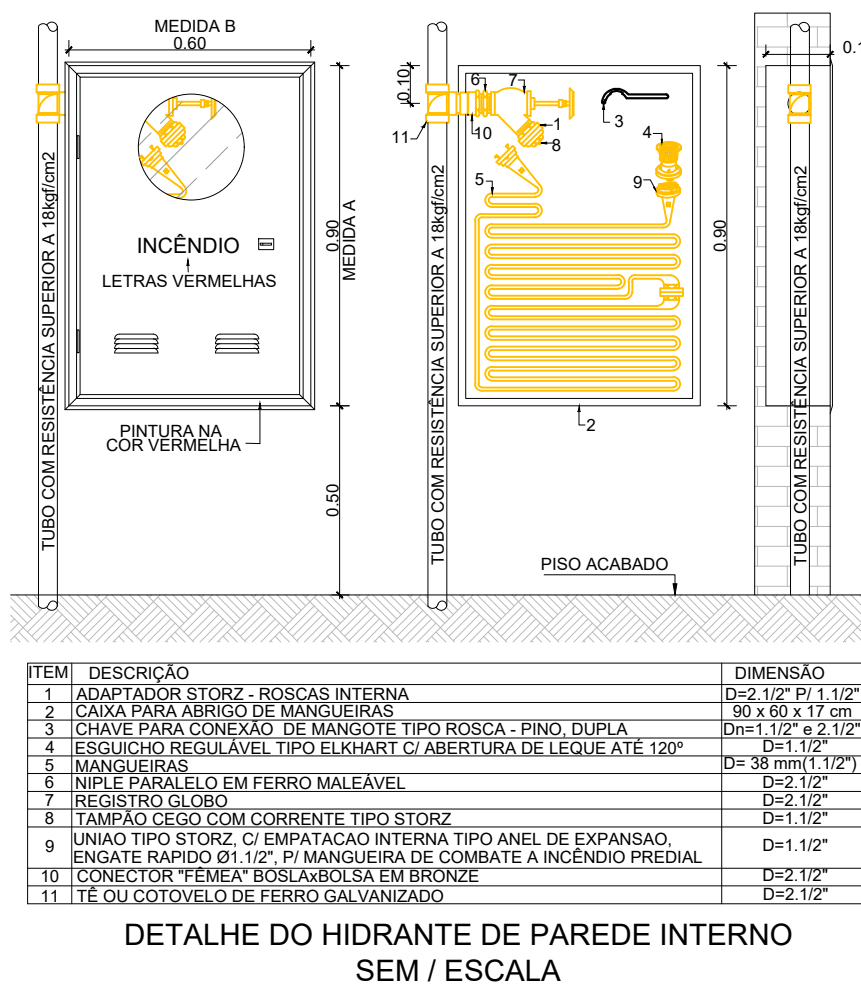 MEDIDA B
0.60
0.10
0.1
6
7
1
8
10
11
3
4
9
5
2
TUBO COM RESISTÊNCIA SUPERIOR A 18kgf/cm2
INCÊNDIO
LETRAS VERMELHAS
0.90
MEDIDA A
PINTURA NA
COR VERMELHA
0.50
TUBO COM RESISTÊNCIA SUPERIOR A 18kgf/cm2
0.90
TUBO COM RESISTÊNCIA SUPERIOR A 18kgf/cm2
PISO ACABADO
ITEM DESCRIÇÃO DIMENSÃO
1 ADAPTADOR STORZ - ROSCAS INTERNA D=2.1/2" P/ 1.1/2"
2 CAIXA PARA ABRIGO DE MANGUEIRAS 90 x 60 x 17 cm
3 CHAVE PARA CONEXÃO DE MANGOTE TIPO ROSCA - PINO, DUPLA Dn=1.1/2" e 2.1/2"
4 ESGUICHO REGULÁVEL TIPO ELKHART C/ ABERTURA DE LEQUE ATÉ 120º D=1.1/2"
5 MANGUEIRAS D= 38 mm(1.1/2")
6 NIPLE PARALELO EM FERRO MALEÁVEL D=2.1/2"
7 REGISTRO GLOBO D=2.1/2"
8 TAMPÃO CEGO COM CORRENTE TIPO STORZ D=1.1/2"
9 UNIAO TIPO STORZ, C/ EMPATACAO INTERNA TIPO ANEL DE EXPANSAO, D=1.1/2"
ENGATE RAPIDO Ø1.1/2", P/ MANGUEIRA DE COMBATE A INCÊNDIO PREDIAL
10 CONECTOR "FÊMEA" BOSLAxBOLSA EM BRONZE D=2.1/2"
11 TÊ OU COTOVELO DE FERRO GALVANIZADO D=2.1/2"
DETALHE DO HIDRANTE DE PAREDE INTERNO
SEM / ESCALA